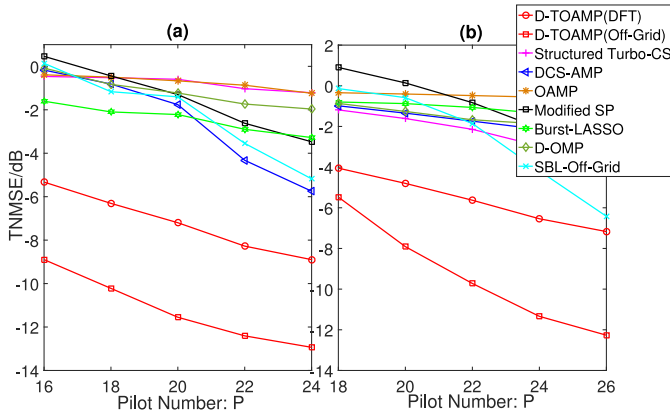 (a)
(b)
D-TOAMP(DFT)
D-TOAMP(Off-Grid)
Structured Turbo-CS
DCS-AMP
OAMP
Modified SP
Burst-LASSO
D-OMP
SBL-Off-Grid
TNMSE/dB
0
-2
-4
-6
-8
-10
-12
-14
16
18
20
22
24
Pilot Number: P
2
0
-2
-4
-6
-8
-10
-12
-14
18
20
22
24
26
Pilot Number: P